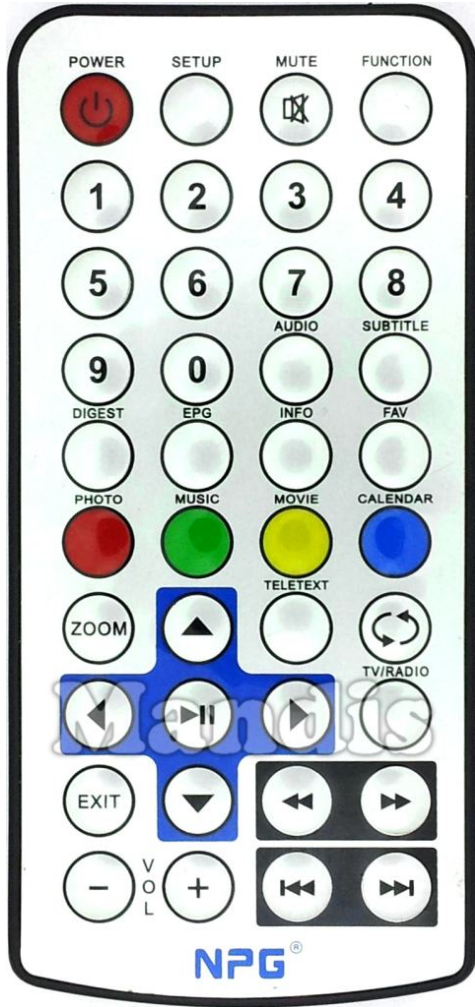 POWER SETUP MUTE FUNCTION
1 2 3 4
5 6 7 8
AUDIO SUBTITLE
9 0
DIGEST EPG INFO FAV
PHOTO MUSIC MOVIE CALENDAR
TELETEXT
ZOOM
TV/RADIO
Mandis
EXIT
− VOL +
NPG®